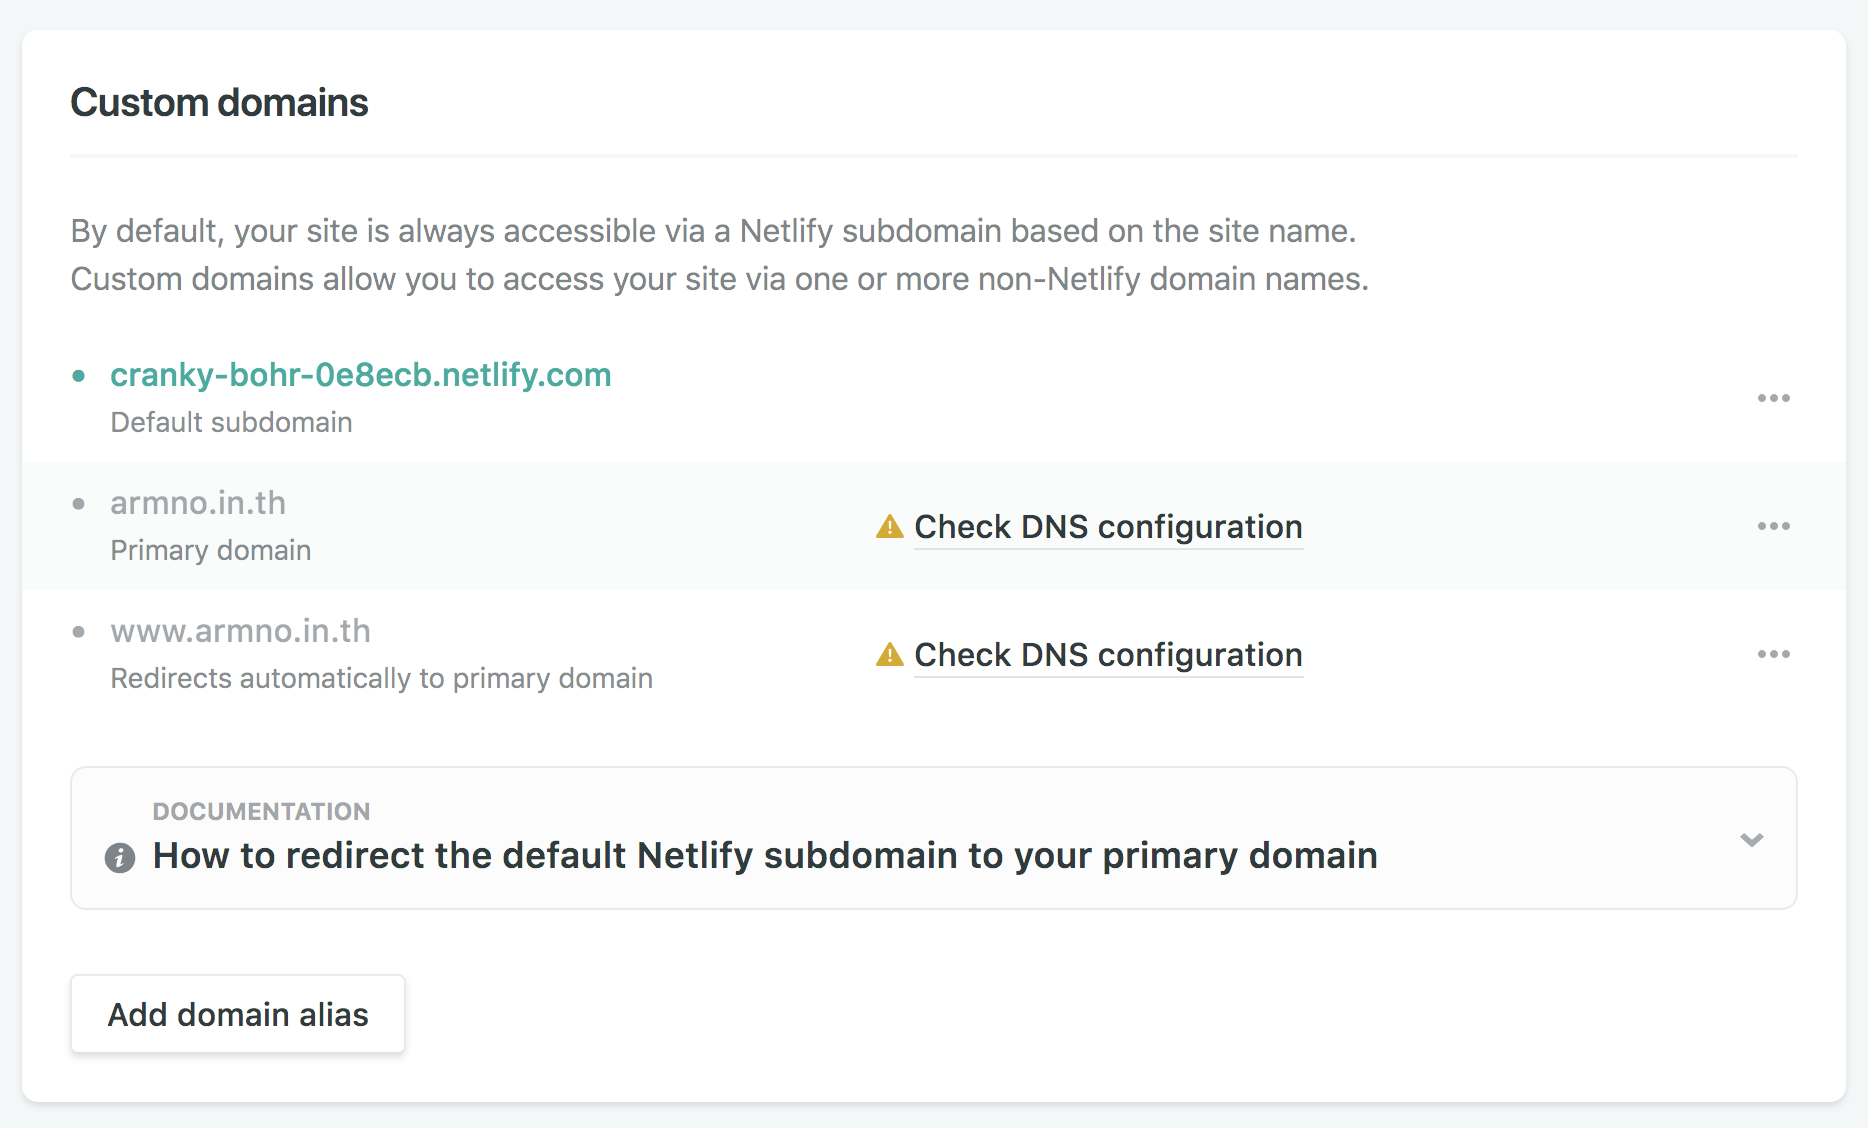 Custom domains
By default, your site is always accessible via a Netlify subdomain based on the site name.
Custom domains allow you to access your site via one or more non-Netlify domain names.
cranky-bohr-0e8ecb.netlify.com
Default subdomain
armno.in.th
Primary domain
Check DNS configuration
www.armno.in.th
Redirects automatically to primary domain
Check DNS configuration
DOCUMENTATION
How to redirect the default Netlify subdomain to your primary domain
Add domain alias